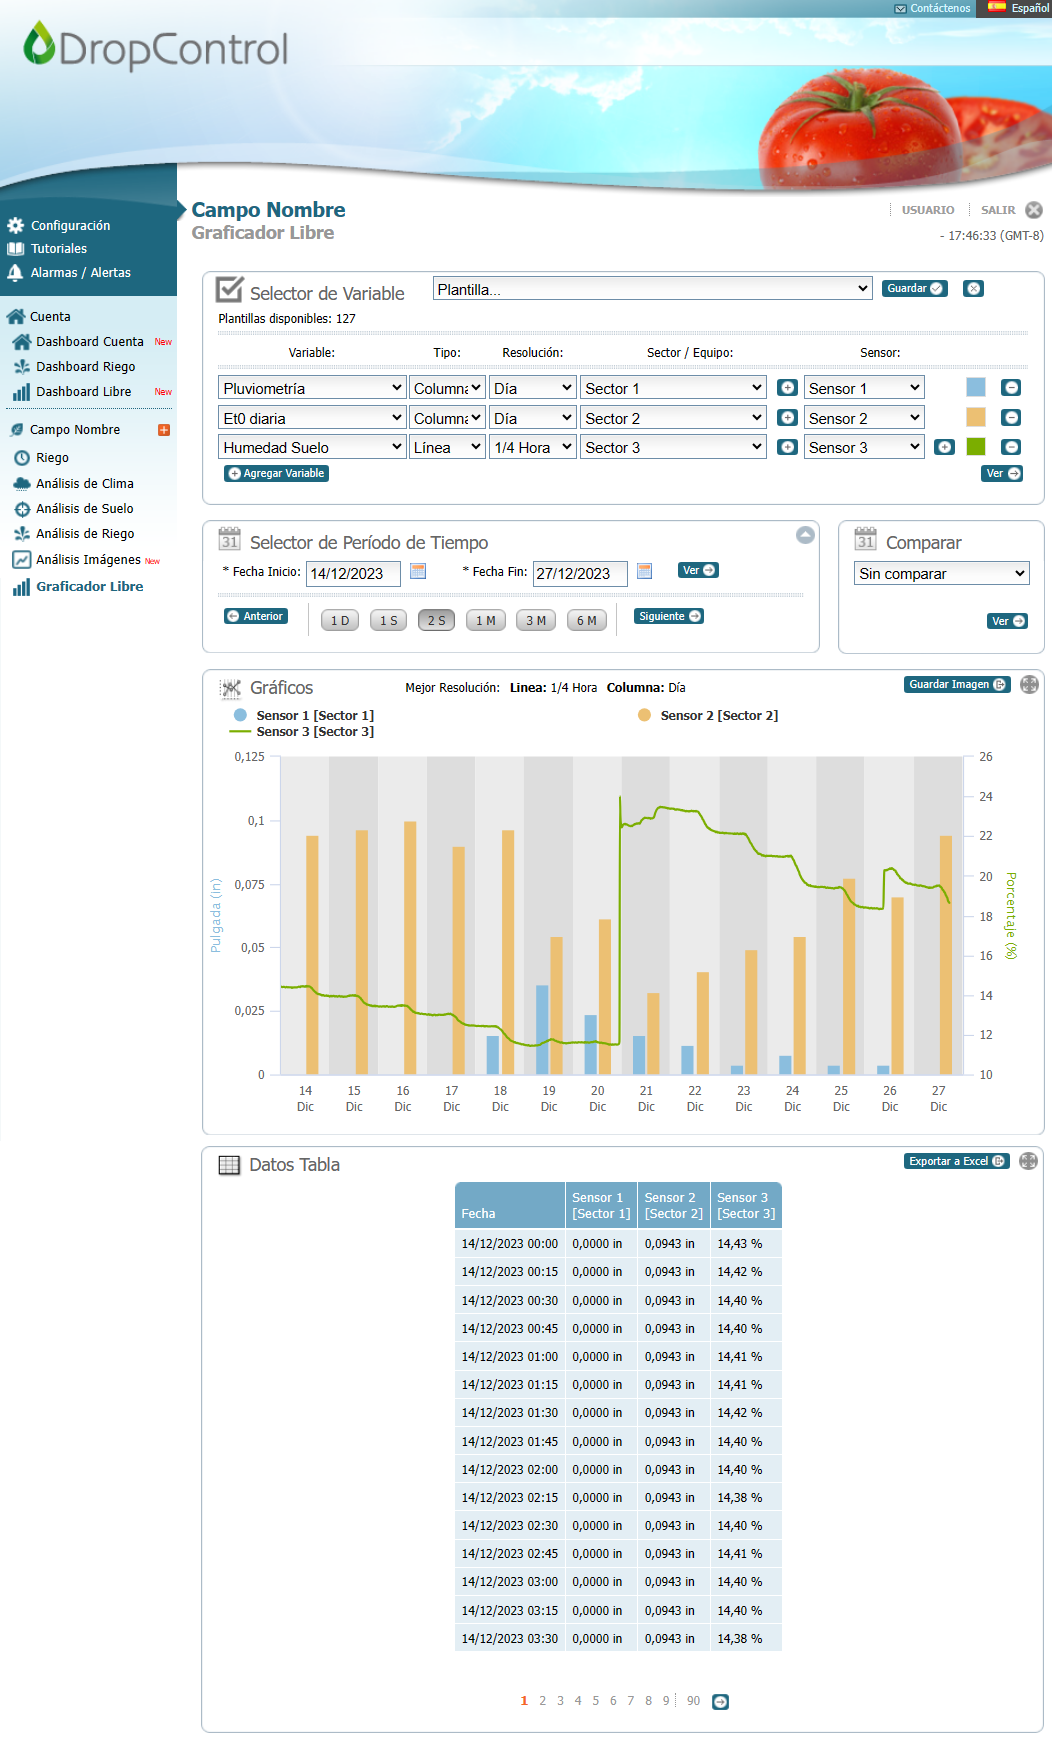 Contáctenos Español
DropControl
Campo Nombre
Graficador Libre
USUARIO SALIR
- 17:46:33 (GMT-8)
Configuración
Tutoriales
Alarmas / Alertas
Cuenta
Dashboard Cuenta New
Dashboard Riego
Dashboard Libre New
Campo Nombre
Riego
Análisis de Clima
Análisis de Suelo
Análisis de Riego
Análisis Imágenes New
Graficador Libre
Selector de Variable Plantilla... Guardar
Plantillas disponibles: 127
Variable: Tipo: Resolución: Sector / Equipo: Sensor:
Pluviometría Column Día Sector 1 Sensor 1
Et0 diaria Column Día Sector 2 Sensor 2
Humedad Suelo Línea 1/4 Hora Sector 3 Sensor 3
Agregar Variable Ver
31 Selector de Período de Tiempo
* Fecha Inicio: 14/12/2023 * Fecha Fin: 27/12/2023 Ver
Anterior 1 D 1 S 2 S 1 M 3 M 6 M Siguiente
31 Comparar
Sin comparar
Ver
Gráficos Mejor Resolución: Linea: 1/4 Hora Columna: Día Guardar Imagen
Sensor 1 [Sector 1] Sensor 2 [Sector 2]
Sensor 3 [Sector 3]
0,125 26
24
0,1 22
0,075 20
18
0,05 16
0,025 14
12
0 10
Pulgada (in)
Porcentaje (%)
14 15 16 17 18 19 20 21 22 23 24 25 26 27
Dic Dic Dic Dic Dic Dic Dic Dic Dic Dic Dic Dic Dic Dic
Datos Tabla Exportar a Excel
Fecha Sensor 1 [Sector 1] Sensor 2 [Sector 2] Sensor 3 [Sector 3]
14/12/2023 00:00 0,0000 in 0,0943 in 14,43 %
14/12/2023 00:15 0,0000 in 0,0943 in 14,42 %
14/12/2023 00:30 0,0000 in 0,0943 in 14,40 %
14/12/2023 00:45 0,0000 in 0,0943 in 14,40 %
14/12/2023 01:00 0,0000 in 0,0943 in 14,41 %
14/12/2023 01:15 0,0000 in 0,0943 in 14,41 %
14/12/2023 01:30 0,0000 in 0,0943 in 14,42 %
14/12/2023 01:45 0,0000 in 0,0943 in 14,40 %
14/12/2023 02:00 0,0000 in 0,0943 in 14,40 %
14/12/2023 02:15 0,0000 in 0,0943 in 14,38 %
14/12/2023 02:30 0,0000 in 0,0943 in 14,40 %
14/12/2023 02:45 0,0000 in 0,0943 in 14,41 %
14/12/2023 03:00 0,0000 in 0,0943 in 14,40 %
14/12/2023 03:15 0,0000 in 0,0943 in 14,40 %
14/12/2023 03:30 0,0000 in 0,0943 in 14,38 %
1 2 3 4 5 6 7 8 9 90